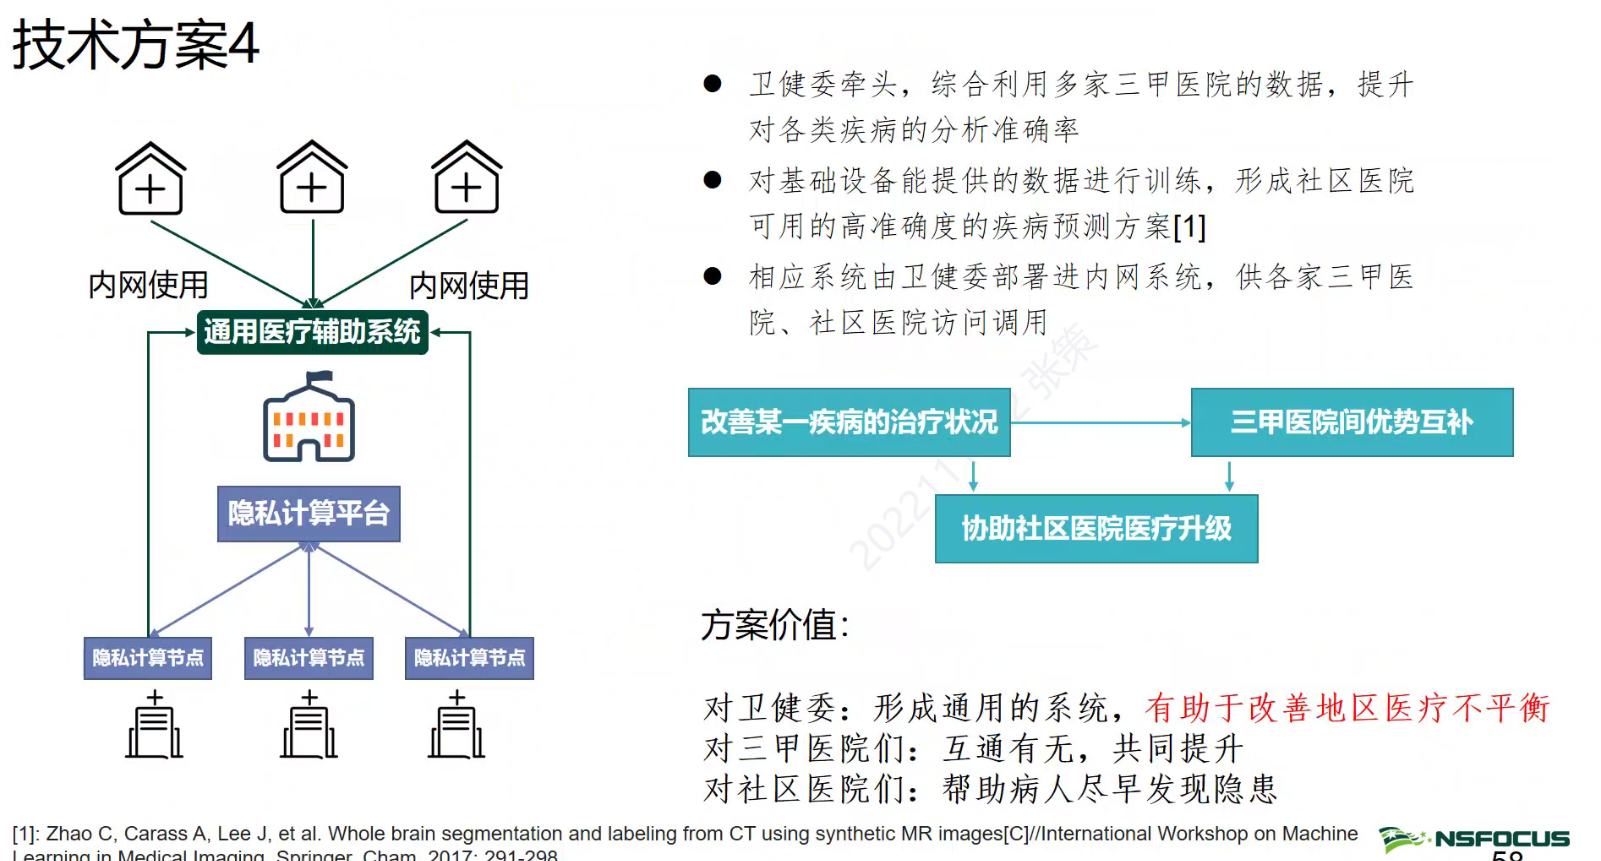 技术方案4
内网使用
内网使用
通用医疗辅助系统
隐私计算平台
隐私计算节点
隐私计算节点
隐私计算节点
卫健委牵头，综合利用多家三甲医院的数据，提升
对各类疾病的分析准确率
对基础设备能提供的数据进行训练，形成社区医院
可用的高准确度的疾病预测方案[1]
相应系统由卫健委部署进内网系统，供各家三甲医
院、社区医院访问调用
改善某一疾病的治疗状况
三甲医院间优势互补
协助社区医院医疗升级
方案价值：
对卫健委：形成通用的系统，有助于改善地区医疗不平衡
对三甲医院们：互通有无，共同提升
对社区医院们：帮助病人尽早发现隐患
[1]: Zhao C, Carass A, Lee J, et al. Whole brain segmentation and labeling from CT using synthetic MR images[C]//International Workshop on Machine
Learning in Medical Imaging. Springer, Cham, 2017: 291-298
NSFOCUS
58
张策